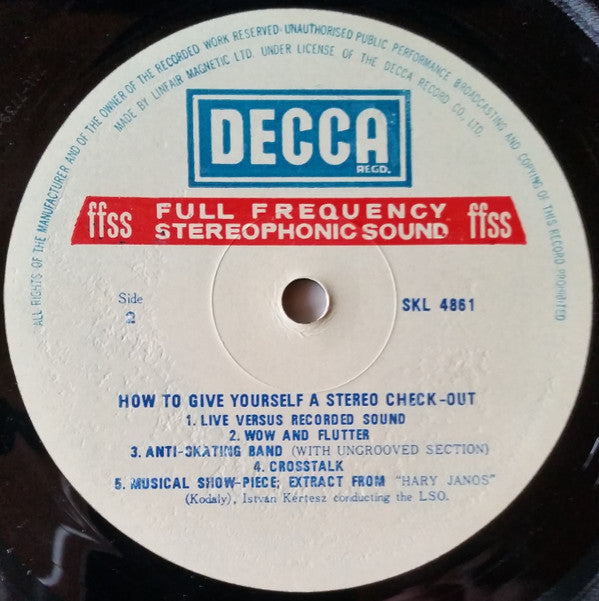 ALL RIGHTS OF THE MANUFACTURER AND OF THE OWNER OF THE RECORDED WORK RESERVED·UNAUTHORISED PUBLIC PERFORMANCE BROADCASTING AND COPYING OF THIS RECORD PROHIBITED
MADE BY LINFAIR MAGNETIC LTD. UNDER LICENSE OF THE DECCA RECORD CO., LTD.
DECCA
REGD.
ffss FULL FREQUENCY STEREOPHONIC SOUND ffss
Side
2
SKL 4861
HOW TO GIVE YOURSELF A STEREO CHECK-OUT
1. LIVE VERSUS RECORDED SOUND
2. WOW AND FLUTTER
3. ANTI-SKATING BAND (WITH UNGROOVED SECTION)
4. CROSSTALK
5. MUSICAL SHOW-PIECE; EXTRACT FROM "HARY JANOS"
(Kodaly), István Kértesz conducting the LSO.